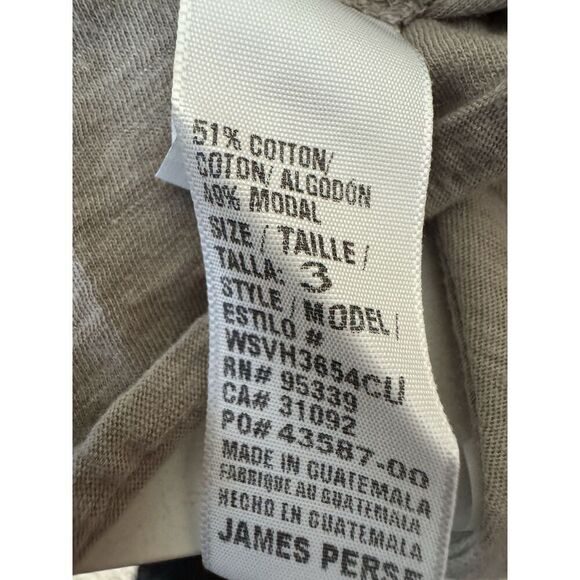 51% COTTON/
COTON/ ALGODÓN
49% MODAL
SIZE / TAILLE /
TALLA: 3
STYLE / MODEL /
ESTILO #
WSVH3654CU
RN# 95339
CA# 31092
PO# 43587-00
MADE IN GUATEMALA
FABRIQUE AU GUATEMALA
HECHO EN GUATEMALA
JAMES PERSE